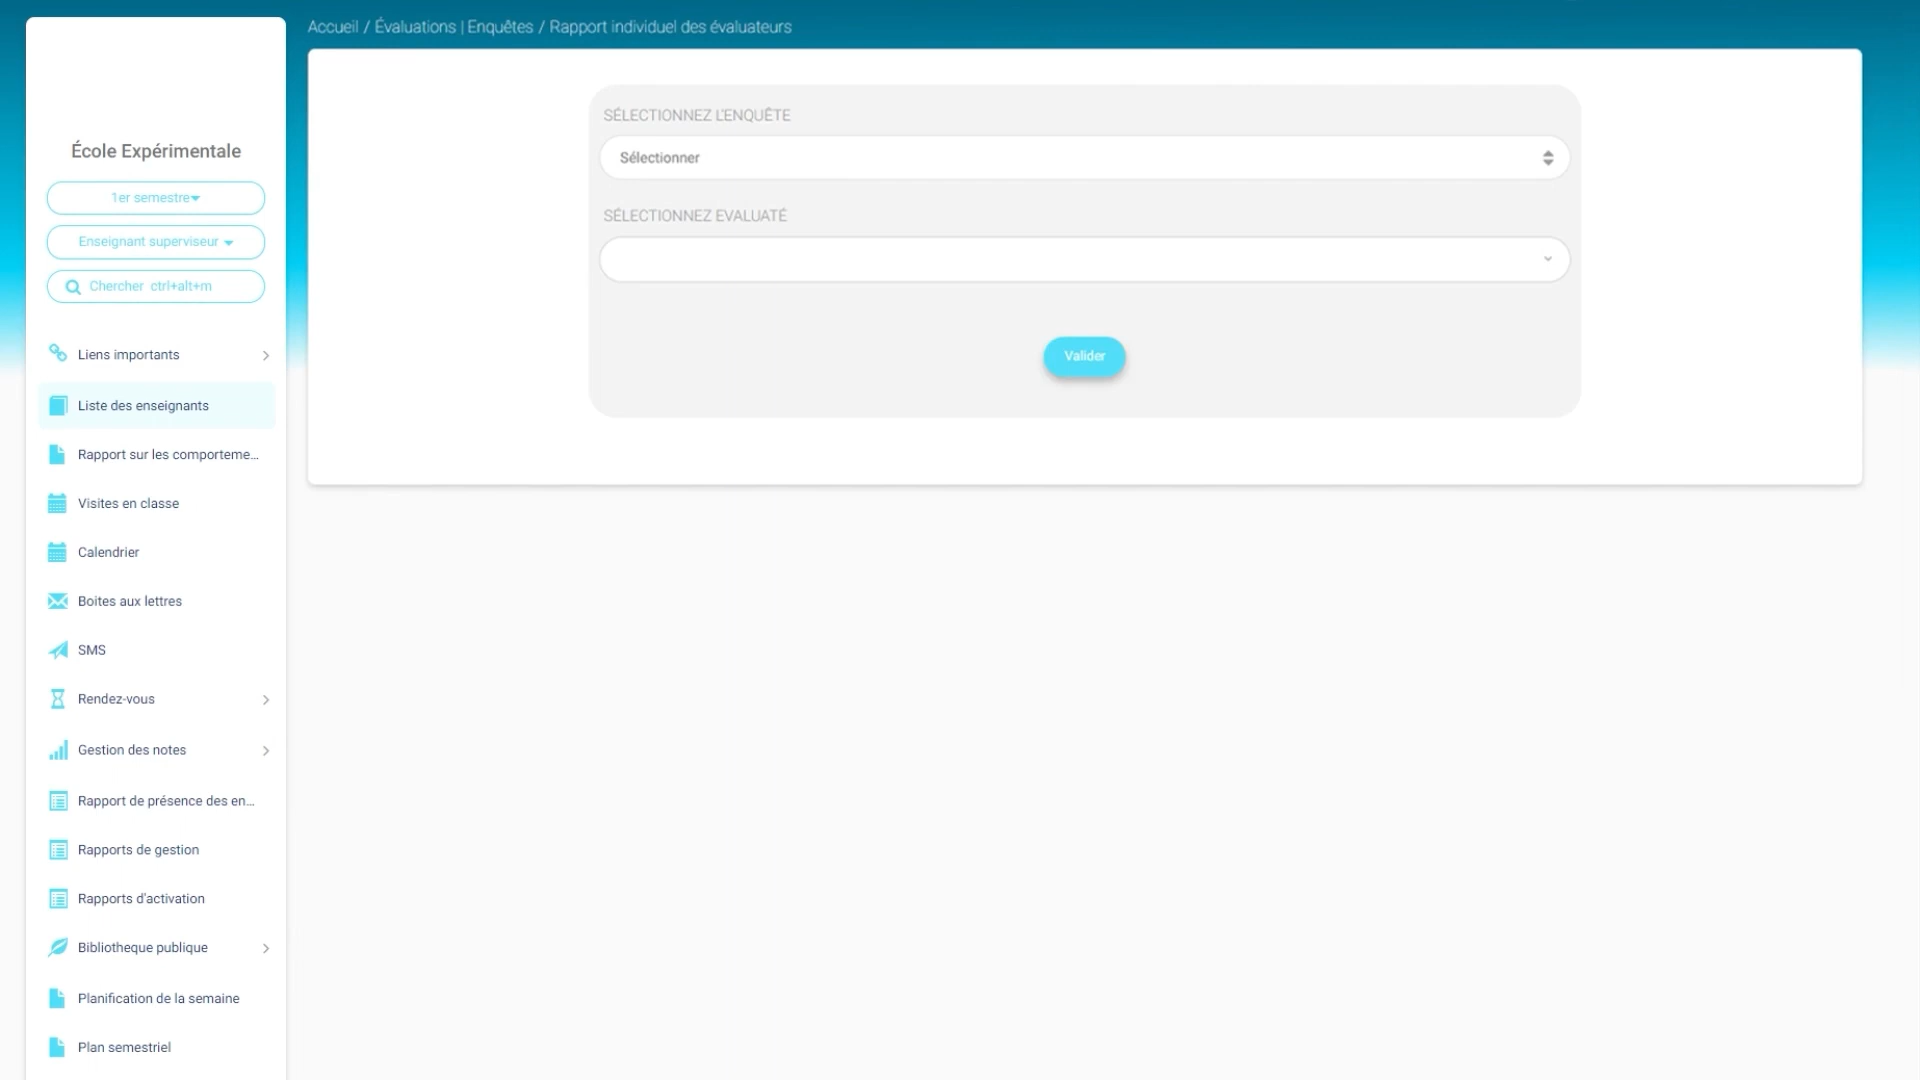 Accueil / Évaluations | Enquêtes / Rapport individuel des évaluateurs
École Expérimentale
1er semestre
Enseignant superviseur
Chercher ctrl+alt+m
Liens importants
Liste des enseignants
Rapport sur les comporteme...
Visites en classe
Calendrier
Boites aux lettres
SMS
Rendez-vous
Gestion des notes
Rapport de présence des en...
Rapports de gestion
Rapports d'activation
Bibliotheque publique
Planification de la semaine
Plan semestriel
SÉLECTIONNEZ L'ENQUÊTE
Sélectionner
SÉLECTIONNEZ EVALUATÉ
Valider